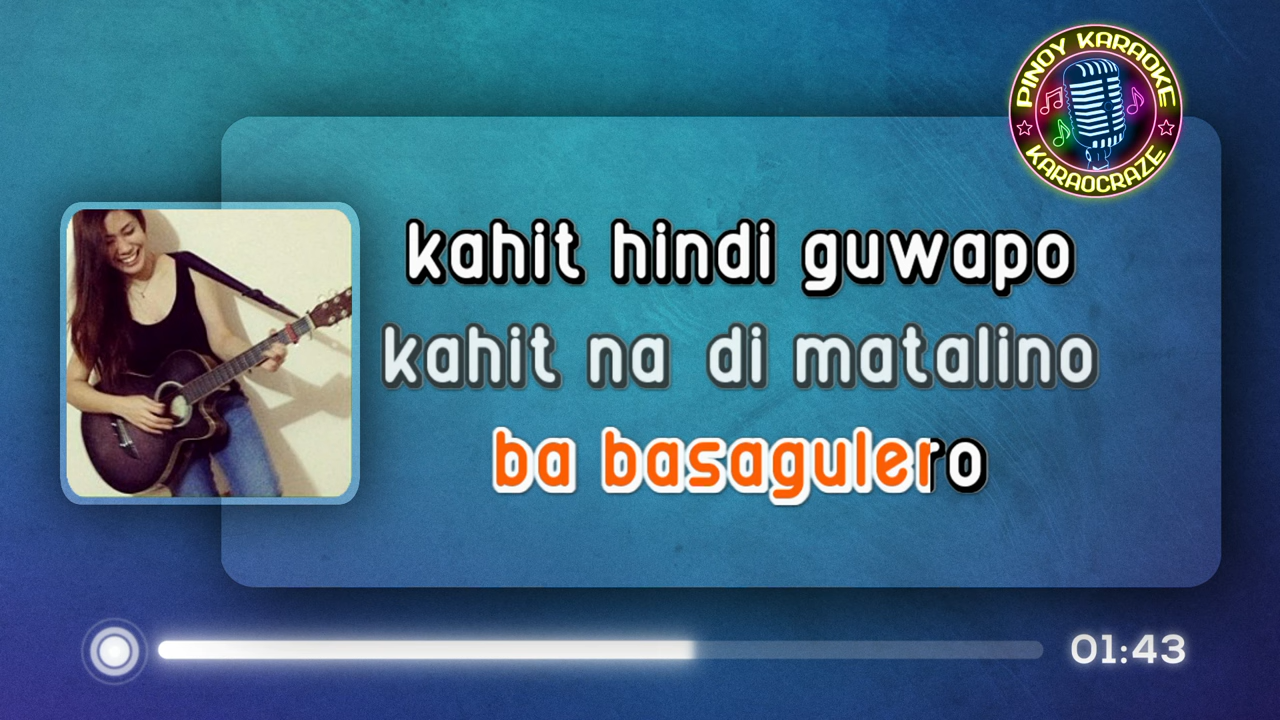 PINOY KARAOKE
KARAOCRAZE
kahit hindi guwapo
kahit na di matalino
ba basagulero
01:43